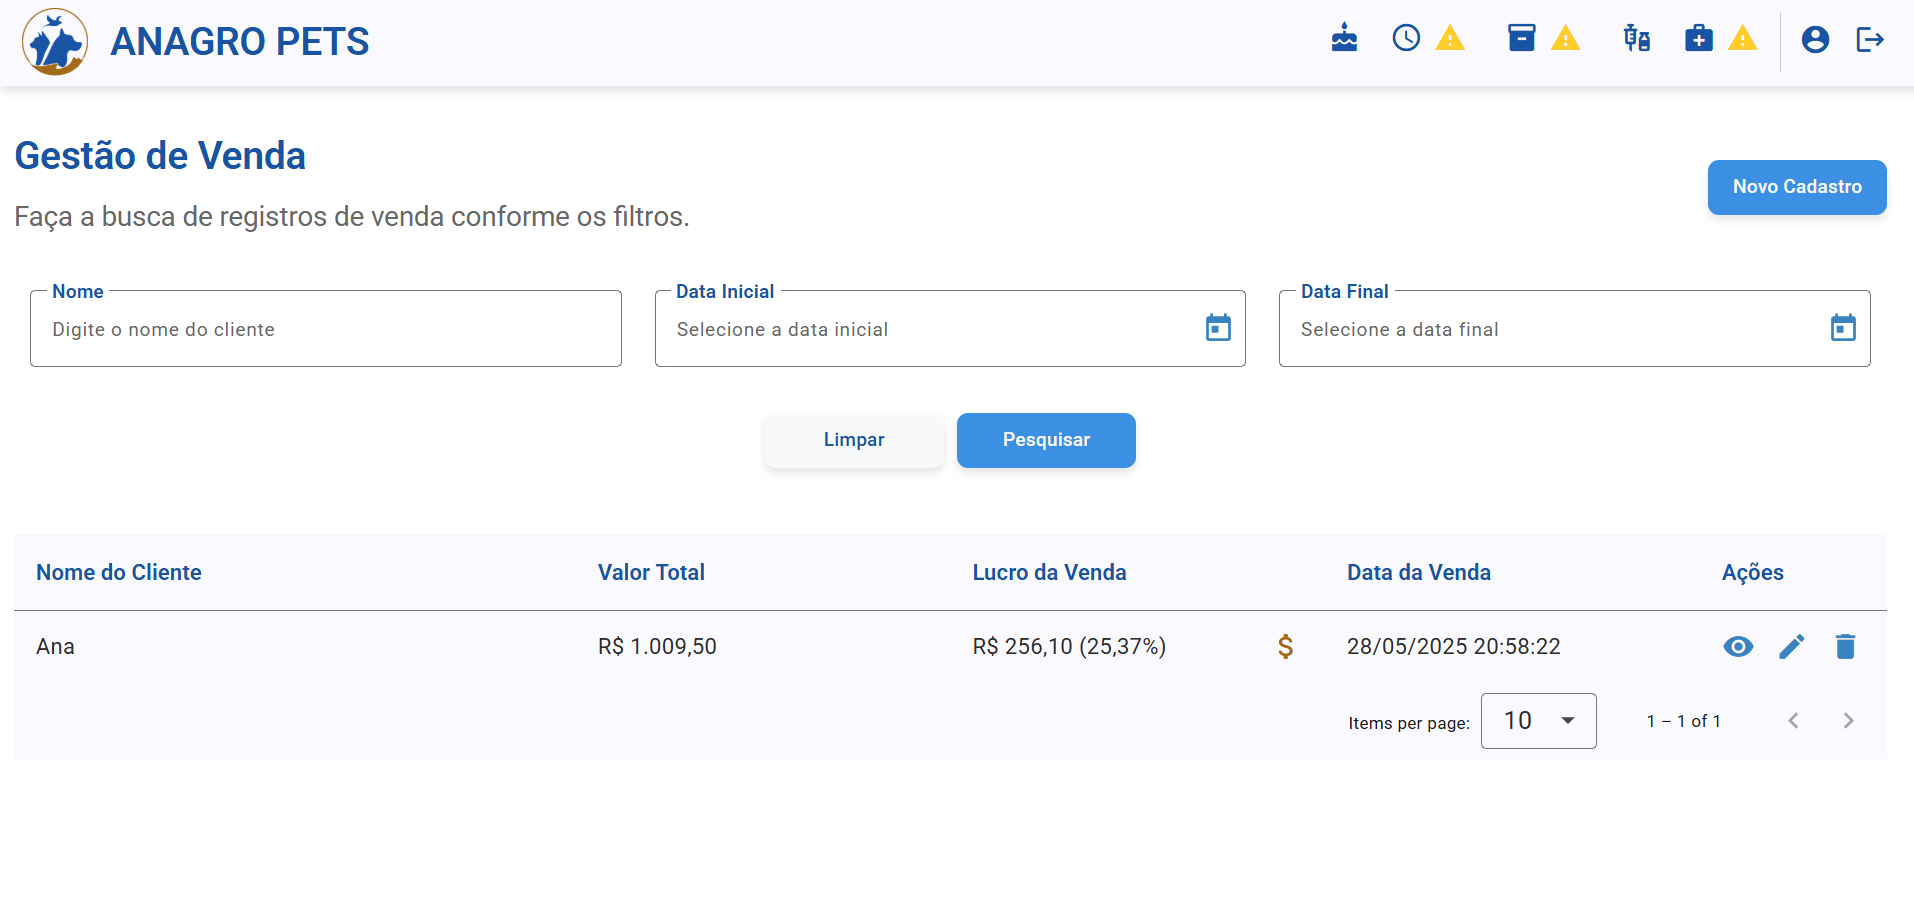 ANAGRO PETS
Gestão de Venda
Novo Cadastro
Faça a busca de registros de venda conforme os filtros.
Nome
Data Inicial
Data Final
Digite o nome do cliente
Selecione a data inicial
Selecione a data final
Limpar
Pesquisar
Nome do Cliente Valor Total Lucro da Venda Data da Venda Ações
Ana R$ 1.009,50 R$ 256,10 (25,37%) $ 28/05/2025 20:58:22
Items per page: 10 1 – 1 of 1